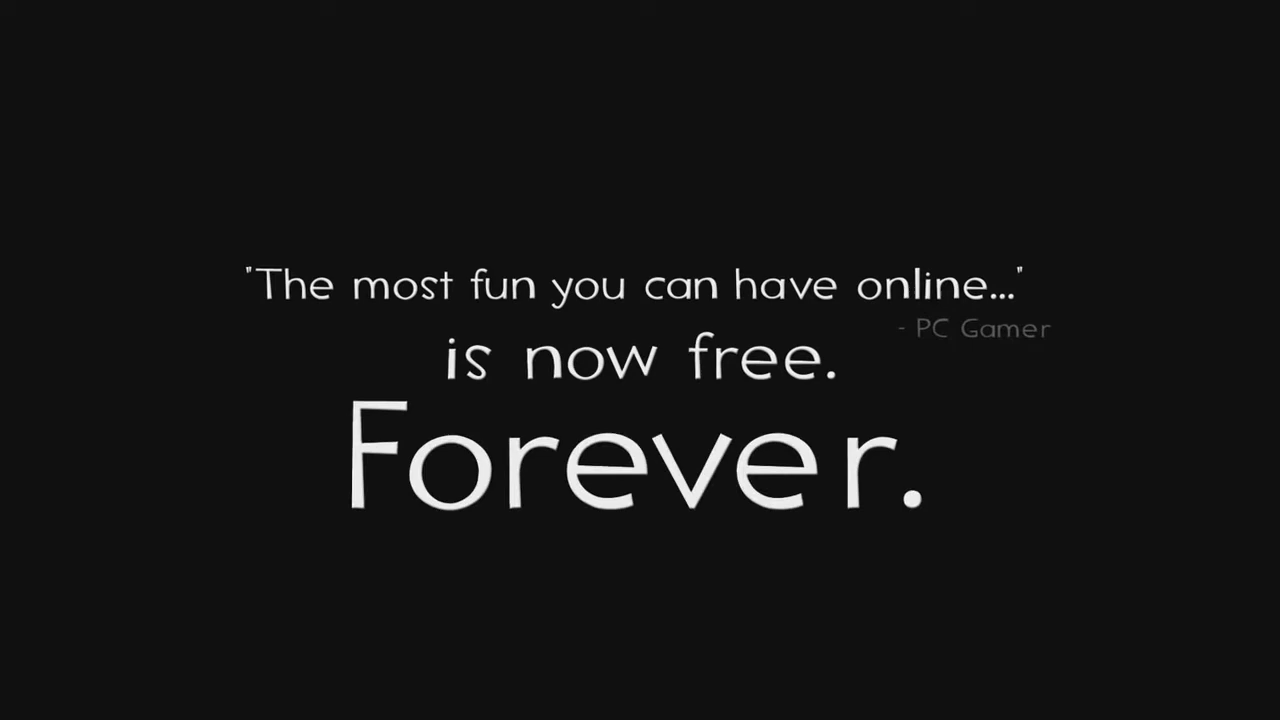 "The most fun you can have online..."
- PC Gamer
is now free.
Forever.